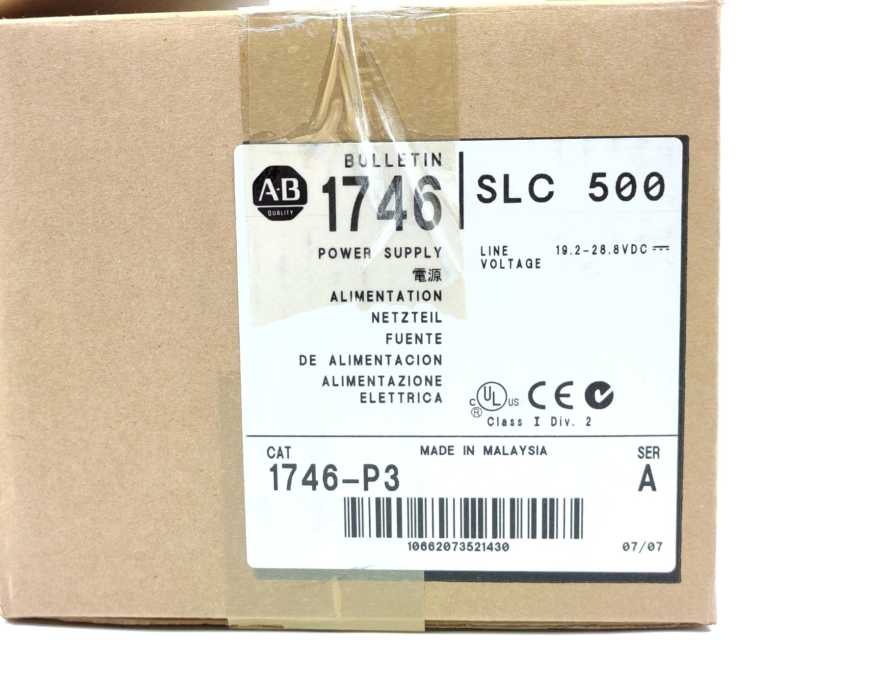 A·B
QUALITY
BULLETIN
1746
POWER SUPPLY
電源
ALIMENTATION
NETZTEIL
FUENTE
DE ALIMENTACION
ALIMENTAZIONE
ELETTRICA
SLC 500
LINE
VOLTAGE
19.2-28.8VDC ⎓
c UL us CE
®
Class I Div. 2
CAT
1746-P3
MADE IN MALAYSIA
SER
A
10662073521430
07/07